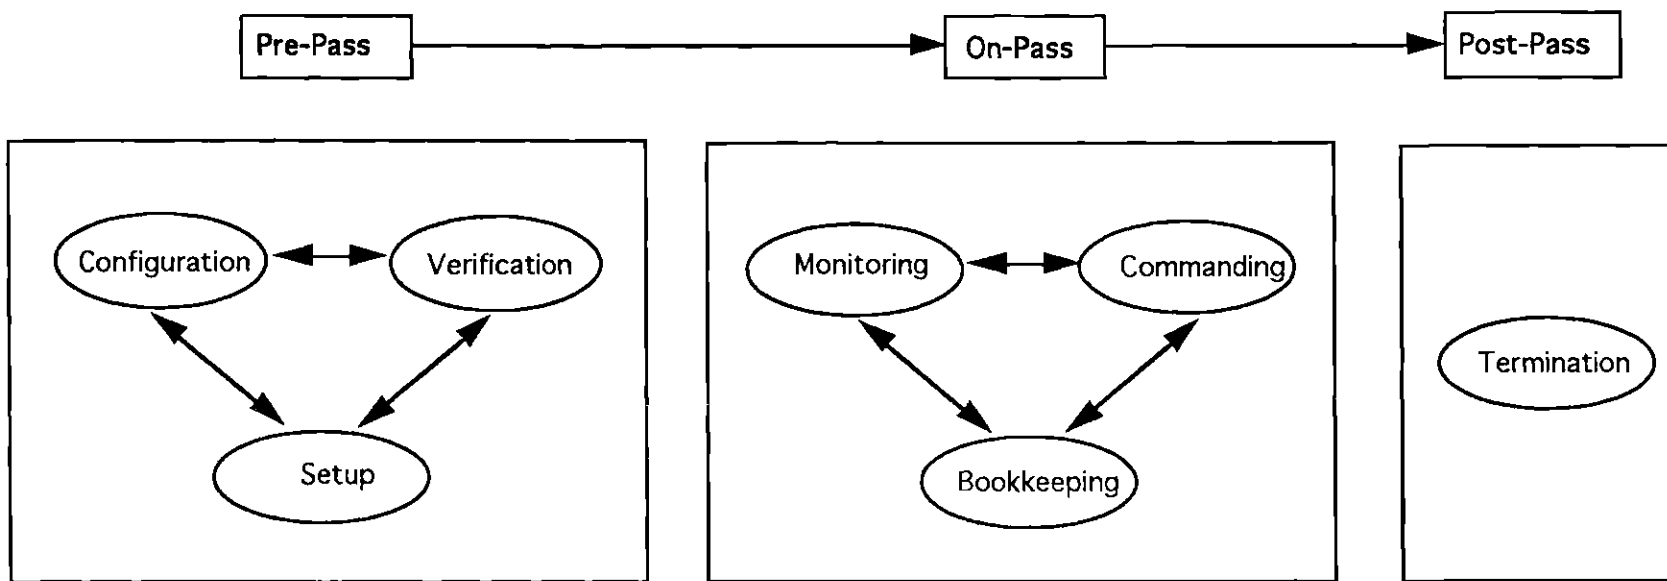 Pre-Pass
On-Pass
Post-Pass
Configuration
Verification
Setup
Monitoring
Commanding
Bookkeeping
Termination